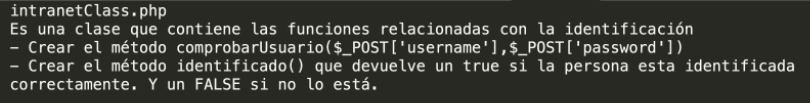 intranetClass.php
Es una clase que contiene las funciones relacionadas con la identificación
– Crear el método comprobarUsuario($_POST['username'],$_POST['password'])
– Crear el método identificado() que devuelve un true si la persona esta identificada
correctamente. Y un FALSE si no lo está.